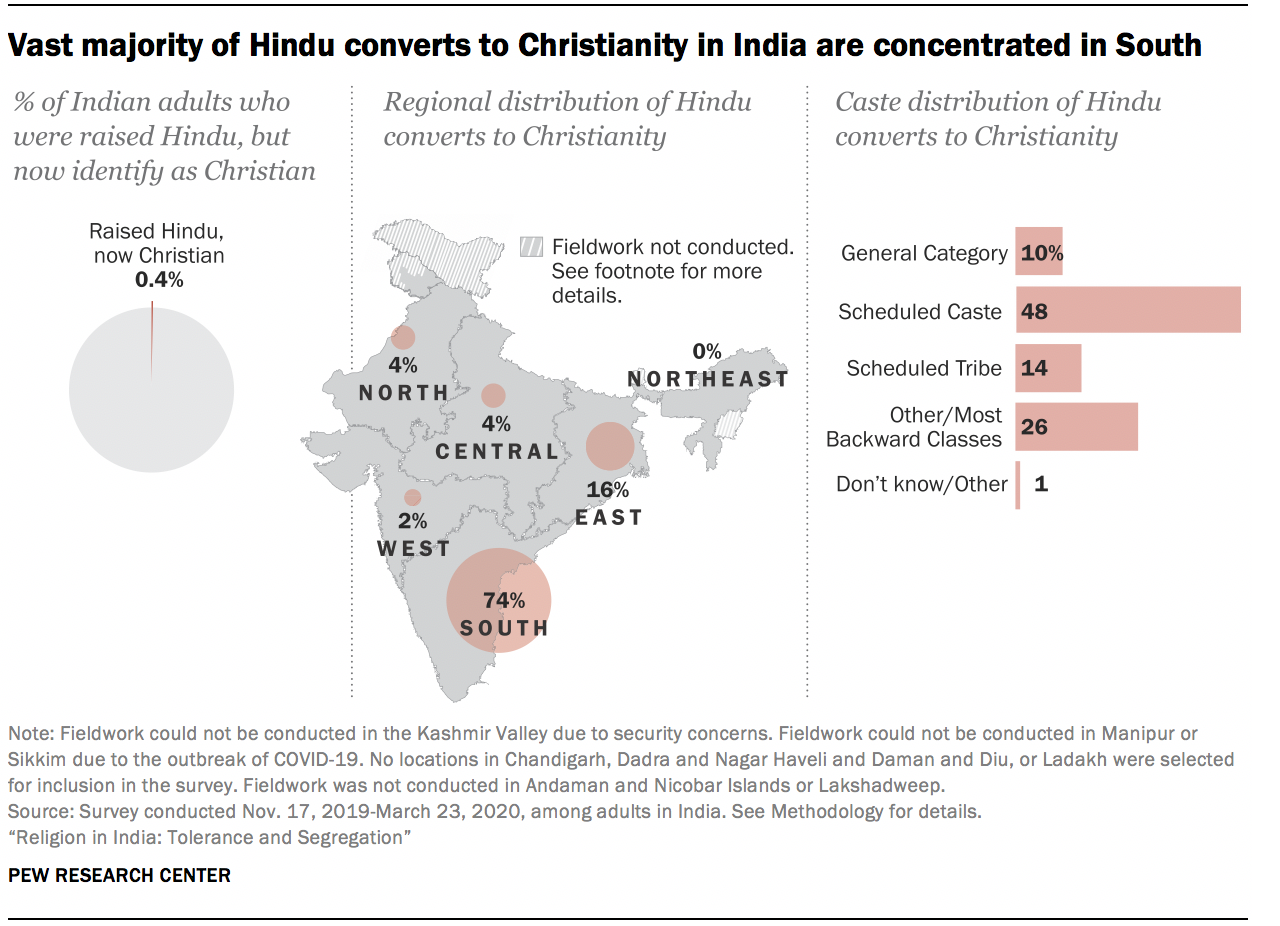 Vast majority of Hindu converts to Christianity in India are concentrated in South
% of Indian adults who
were raised Hindu, but
now identify as Christian
Raised Hindu,
now Christian
0.4%
Regional distribution of Hindu
converts to Christianity
Fieldwork not conducted.
See footnote for more
details.
4%
NORTH
4%
CENTRAL
0%
NORTHEAST
16%
EAST
2%
WEST
74%
SOUTH
Caste distribution of Hindu
converts to Christianity
General Category 10%
Scheduled Caste 48
Scheduled Tribe 14
Other/Most
Backward Classes 26
Don’t know/Other 1
Note: Fieldwork could not be conducted in the Kashmir Valley due to security concerns. Fieldwork could not be conducted in Manipur or
Sikkim due to the outbreak of COVID-19. No locations in Chandigarh, Dadra and Nagar Haveli and Daman and Diu, or Ladakh were selected
for inclusion in the survey. Fieldwork was not conducted in Andaman and Nicobar Islands or Lakshadweep.
Source: Survey conducted Nov. 17, 2019-March 23, 2020, among adults in India. See Methodology for details.
“Religion in India: Tolerance and Segregation”
PEW RESEARCH CENTER